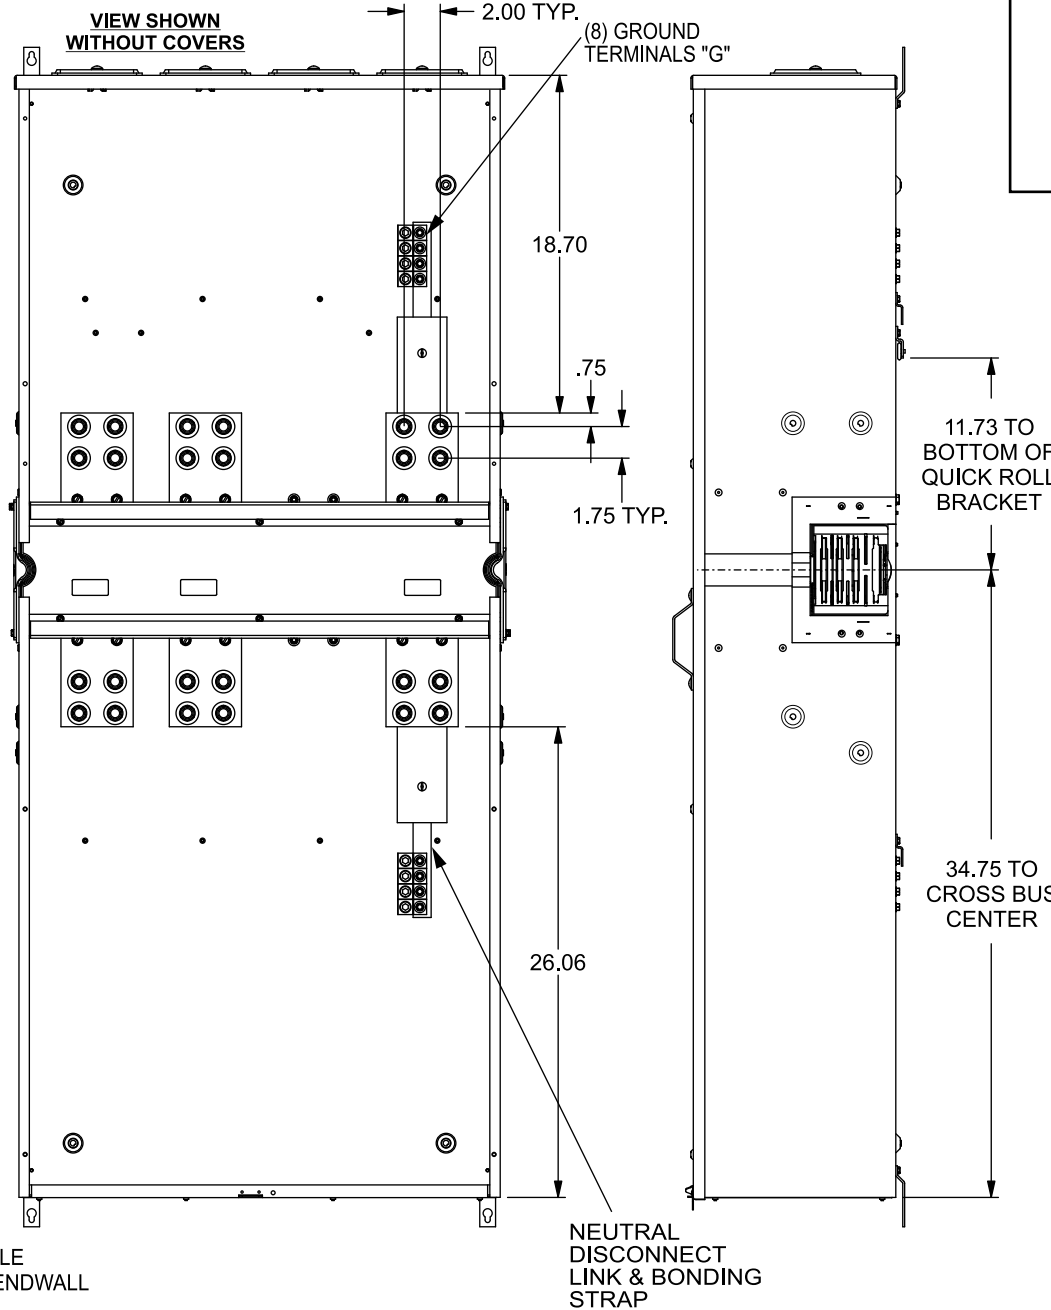 VIEW SHOWN
WITHOUT COVERS
2.00 TYP.
(8) GROUND
TERMINALS "G"
18.70
.75
1.75 TYP.
11.73 TO
BOTTOM OF
QUICK ROLL
BRACKET
34.75 TO
CROSS BUS
CENTER
26.06
NEUTRAL
DISCONNECT
LINK & BONDING
STRAP
LE
ENDWALL